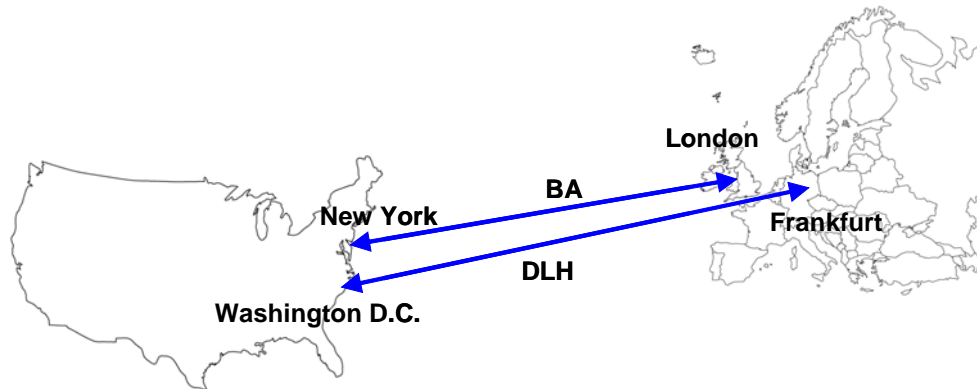 London
BA
New York
Frankfurt
DLH
Washington D.C.